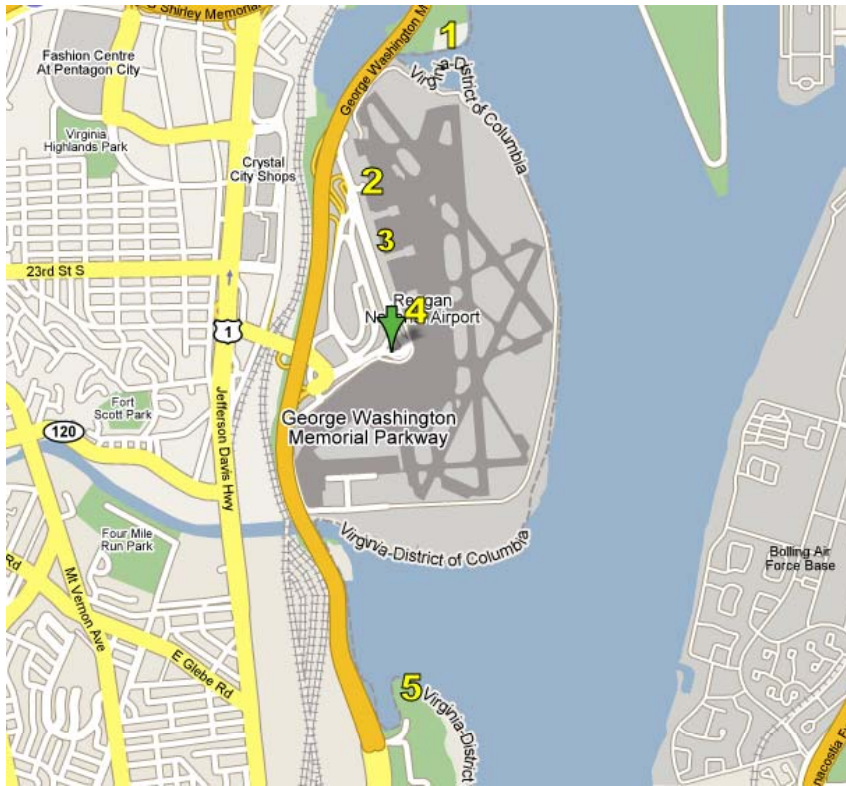 Shirley Memorial
1
George Washington M
Fashion Centre
At Pentagon City
Virginia-District of Columbia
Virginia
Highlands Park
Crystal
City Shops
2
3
23rd St S
Reagan
National Airport
4
1
Jefferson Davis Hwy
Fort
Scott Park
George Washington
Memorial Parkway
120
Four Mile
Run Park
Virginia-District of Columbia
Bolling Air
Force Base
Rd
Mt Vernon Ave
E Glebe Rd
5
Virginia-District
nacostia F